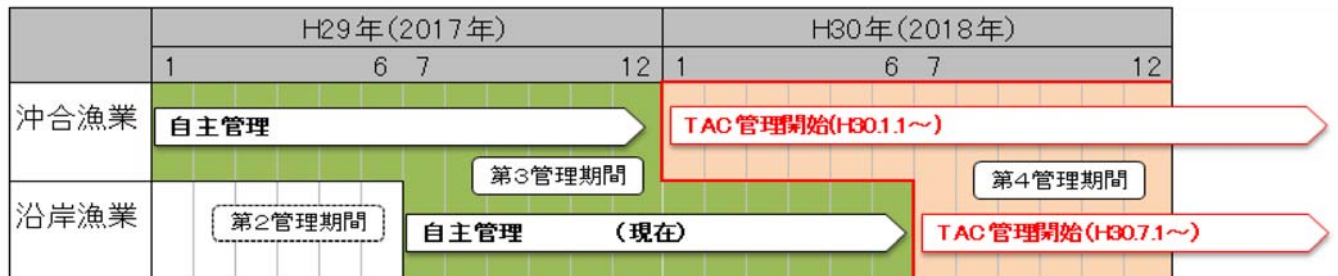 H29年(2017年) H30年(2018年)
1 6 7 12 1 6 7 12
沖合漁業 自主管理 TAC管理開始(H30.1.1～)
第3管理期間 第4管理期間
沿岸漁業 第2管理期間 自主管理 (現在) TAC管理開始(H30.7.1～)